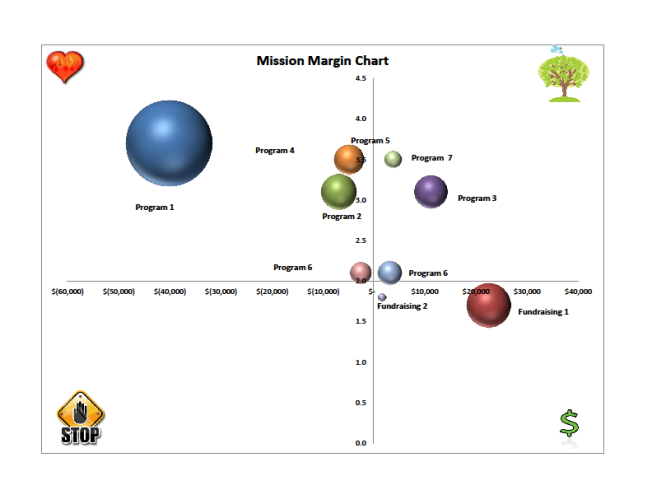 Mission Margin Chart
4.5
4.0
Program 5
Program 4
3.5
Program 7
Program 3
3.0
Program 1
Program 2
2.5
Program 6
Program 6
2.0
$(60,000) $(50,000) $(40,000) $(30,000) $(20,000) $(10,000) $- $10,000 $20,000 $30,000 $40,000
Fundraising 2
Fundraising 1
1.5
1.0
0.5
STOP
$
0.0